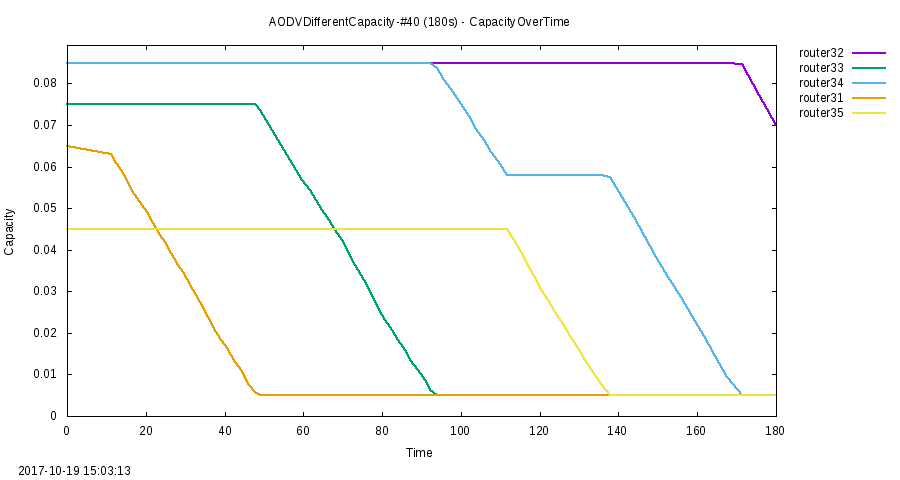 AODVDifferentCapacity-#40 (180s) - CapacityOverTime
router32
router33
router34
router31
router35
Capacity
0.08
0.07
0.06
0.05
0.04
0.03
0.02
0.01
0
0 20 40 60 80 100 120 140 160 180
Time
2017-10-19 15:03:13